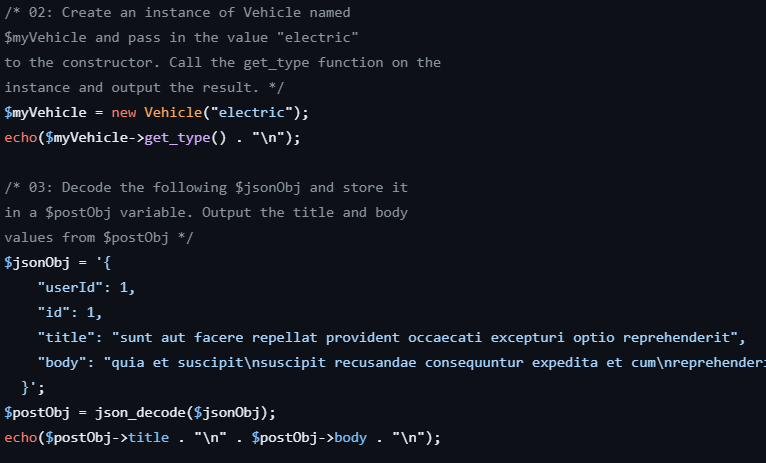 /* 02: Create an instance of Vehicle named
$myVehicle and pass in the value "electric"
to the constructor. Call the get_type function on the
instance and output the result. */
$myVehicle = new Vehicle("electric");
echo($myVehicle->get_type() . "\n");

/* 03: Decode the following $jsonObj and store it
in a $postObj variable. Output the title and body
values from $postObj */
$jsonObj = '{
    "userId": 1,
    "id": 1,
    "title": "sunt aut facere repellat provident occaecati excepturi optio reprehenderit",
    "body": "quia et suscipit\nsuscipit recusandae consequuntur expedita et cum\nreprehenderi
  }';
$postObj = json_decode($jsonObj);
echo($postObj->title . "\n" . $postObj->body . "\n");